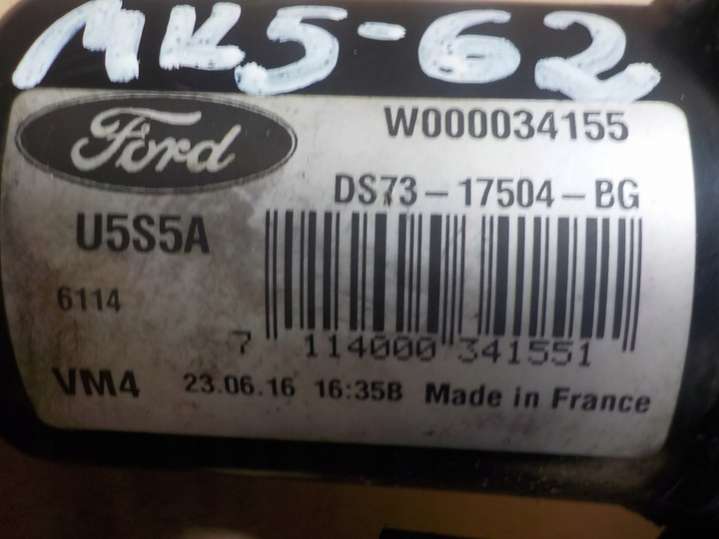 MK5-62
Ford
W000034155
DS73-17504-BG
U5S5A
6114
7 114000 341551
VM4 23.06.16 16:35B Made in France